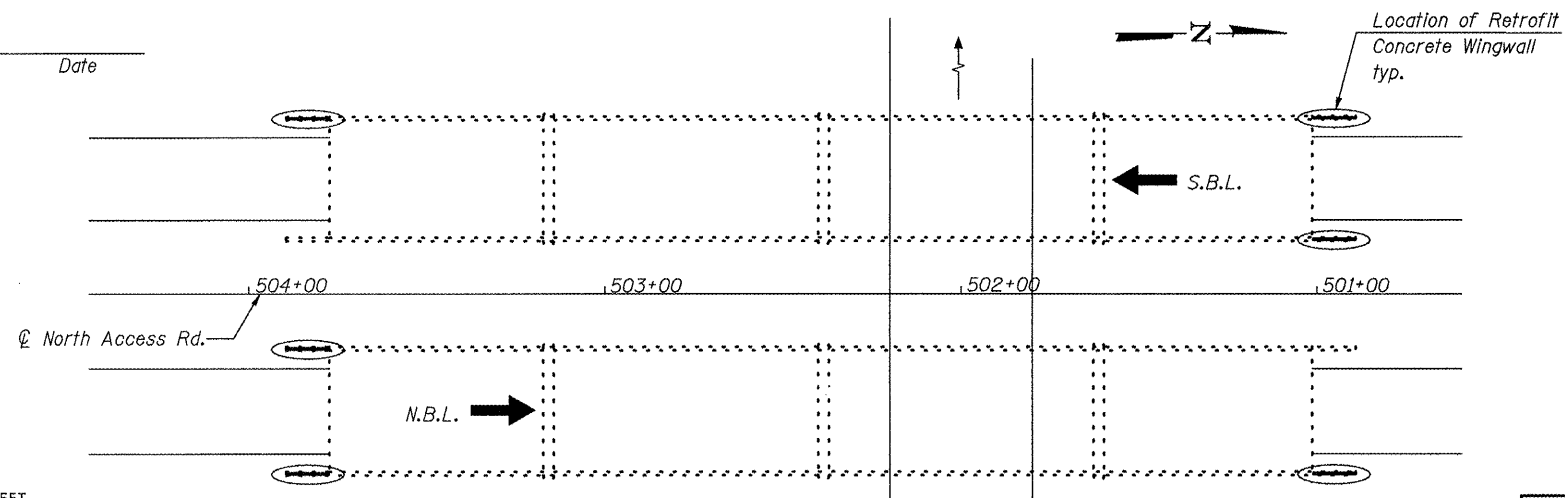 Location of Retrofit
Concrete Wingwall
typ.
Date
N
S.B.L.
504+00
503+00
502+00
501+00
℄ North Access Rd.
N.B.L.